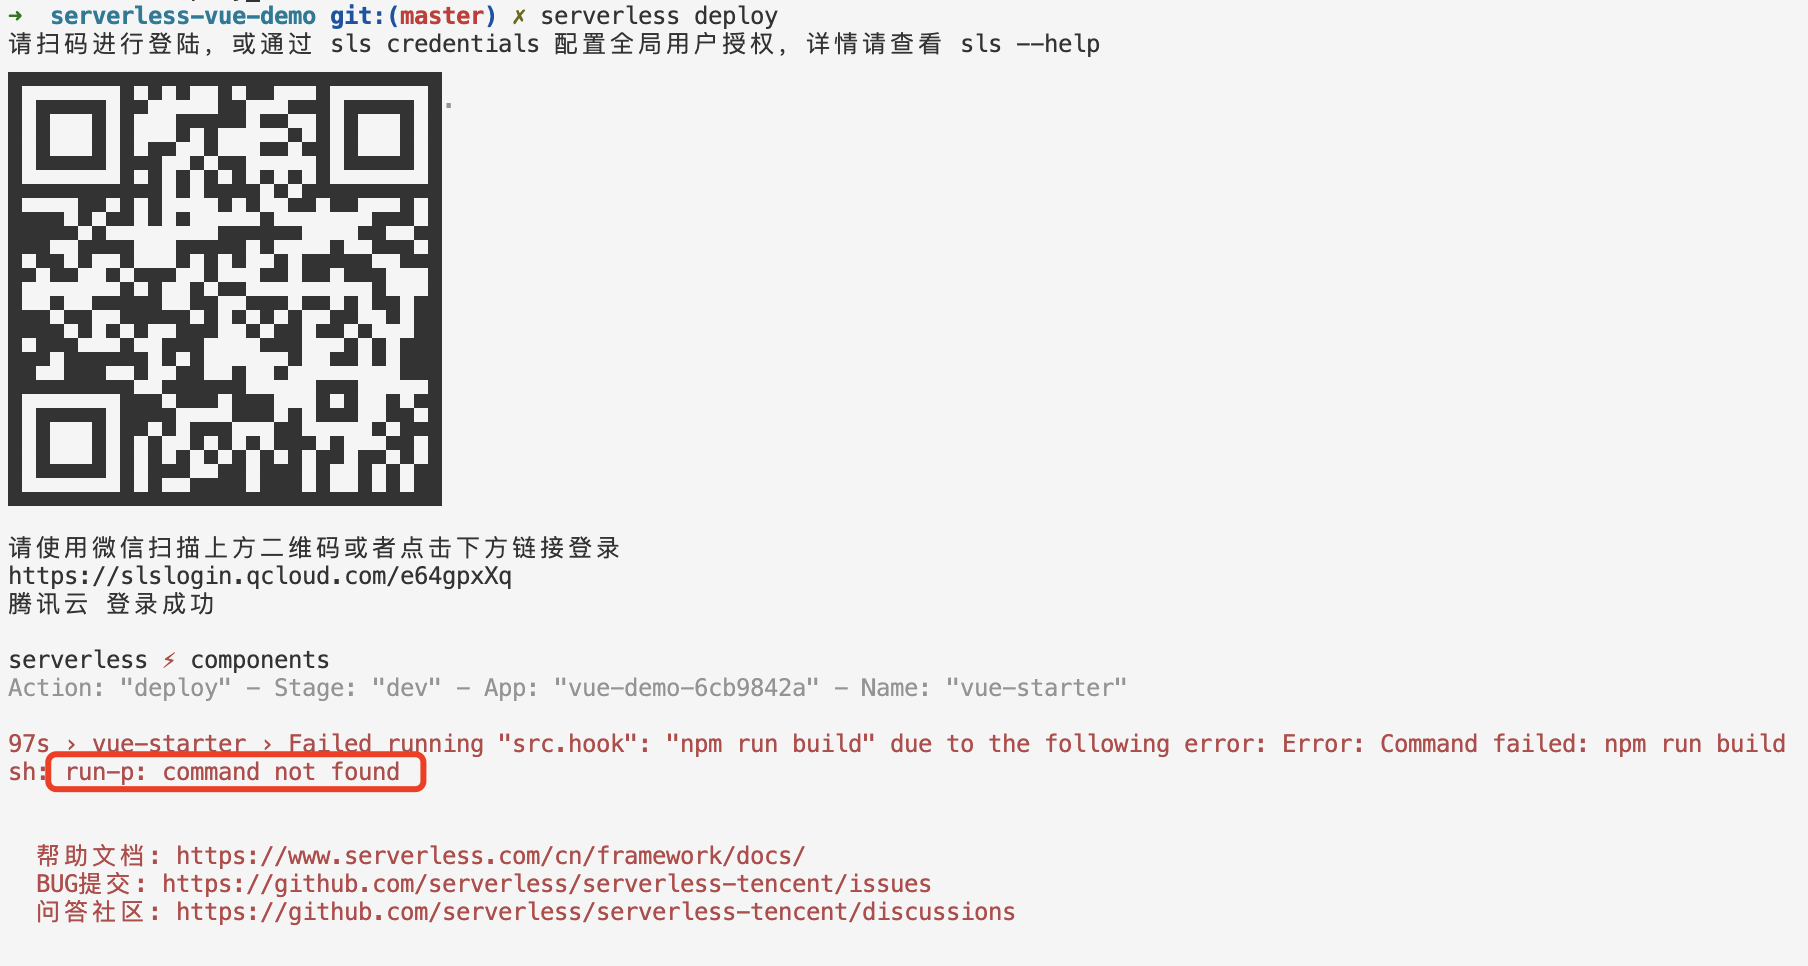 ➜  serverless-vue-demo git:(master) ✗ serverless deploy
请扫码进行登陆，或通过 sls credentials 配置全局用户授权，详情请查看 sls --help
请使用微信扫描上方二维码或者点击下方链接登录
https://slslogin.qcloud.com/e64gpxXq
腾讯云 登录成功
serverless ⚡ components
Action: "deploy" - Stage: "dev" - App: "vue-demo-6cb9842a" - Name: "vue-starter"
97s › vue-starter › Failed running "src.hook": "npm run build" due to the following error: Error: Command failed: npm run build
sh: run-p: command not found
帮助文档: https://www.serverless.com/cn/framework/docs/
BUG提交: https://github.com/serverless/serverless-tencent/issues
问答社区: https://github.com/serverless/serverless-tencent/discussions